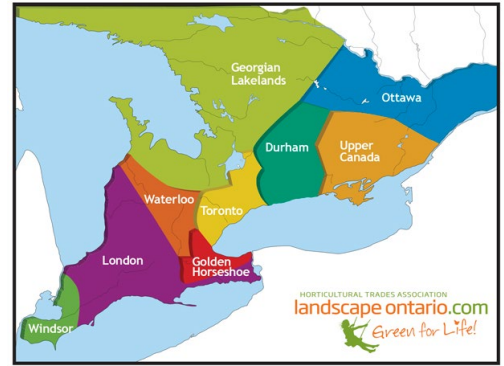 Georgian
Lakelands
Ottawa
Durham
Upper
Canada
Waterloo
Toronto
London
Golden
Horseshoe
Windsor
HORTICULTURAL TRADES ASSOCIATION
landscape ontario.com
Green for Life!